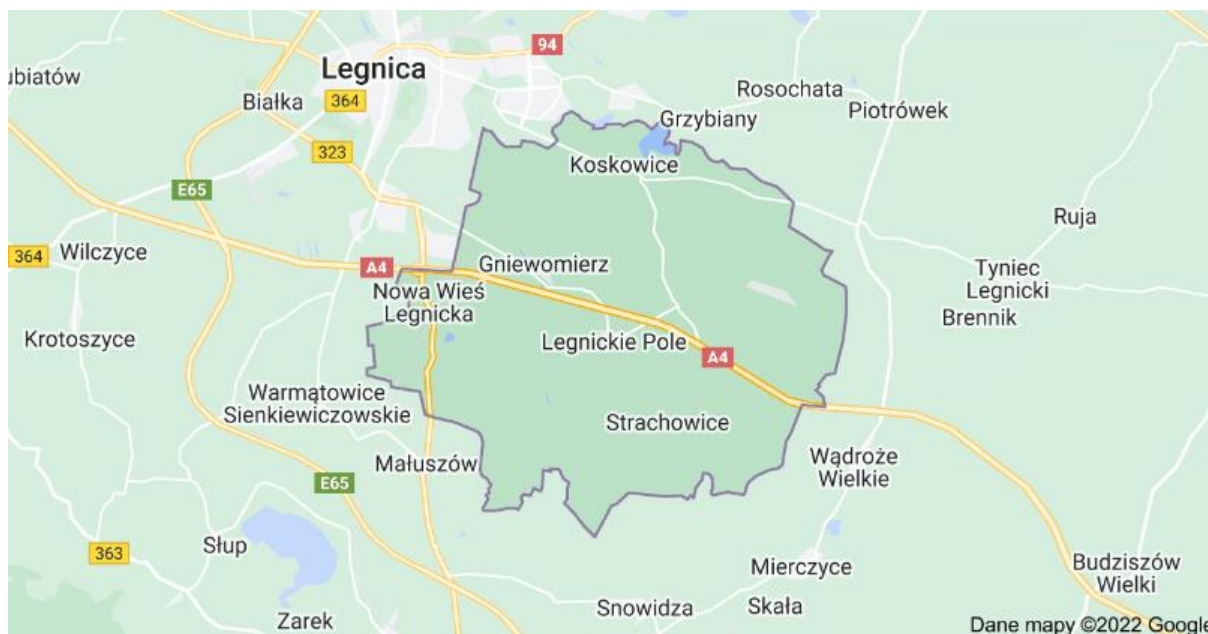 94
Legnica
ubiatów
Białka
364
Rosochata
Piotrówek
Grzybiany
323
Koskowice
E65
Ruja
Wilczyce
364
A4
Gniewomierz
Tyniec
Legnicki
Nowa Wieś
Legnicka
Brennik
Krotoszyce
Legnickie Pole
A4
Warmątowice
Sienkiewiczowskie
Strachowice
Małuszów
Wądroże
Wielkie
E65
Słup
363
Mierczyce
Budziszów
Wielki
Snowidza
Skała
Zarek
Dane mapy ©2022 Google